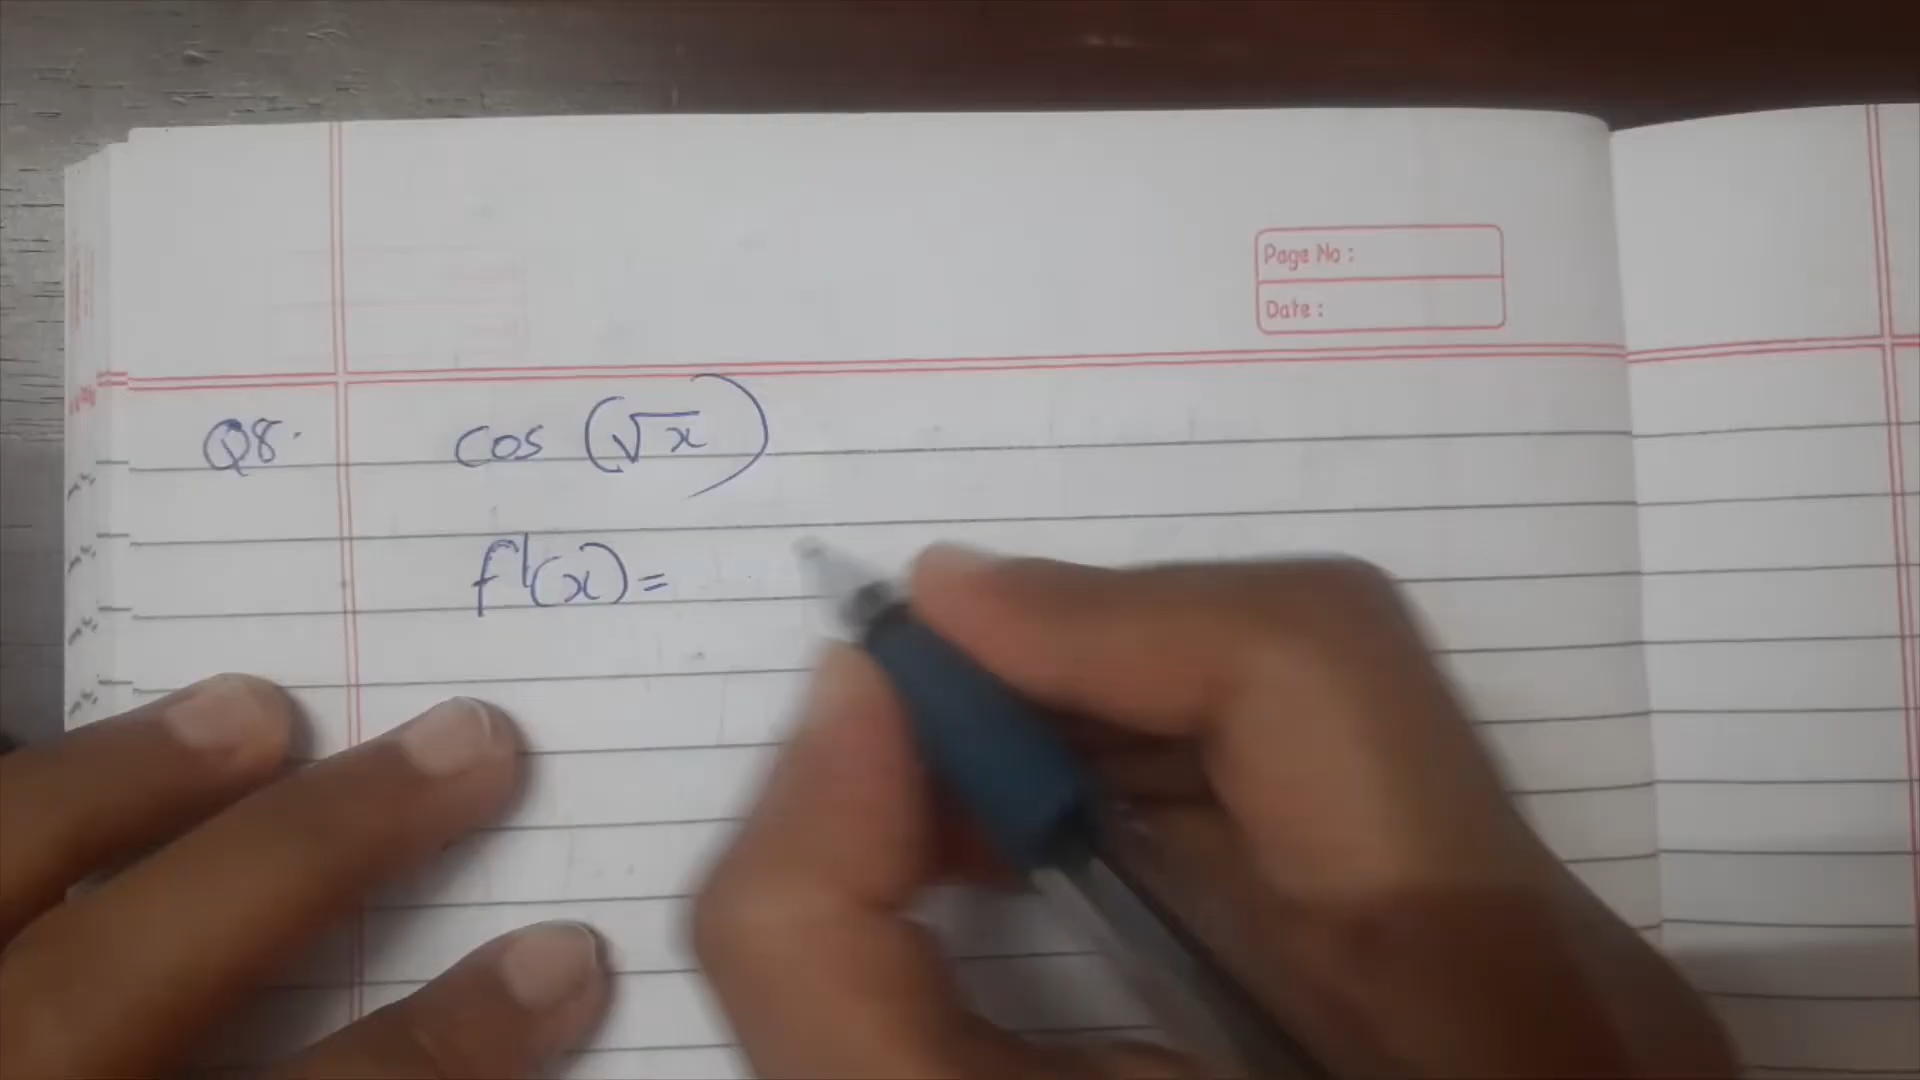 Page No :
Date :
Q8. cos (√x)
f'(x) =